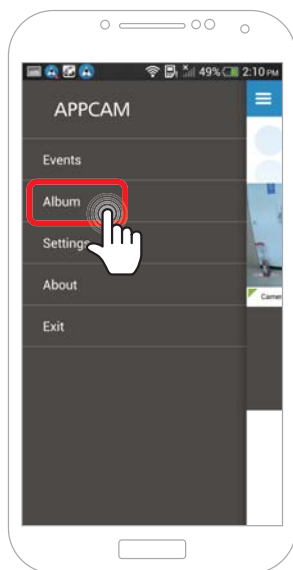 49% 2:10 PM
APPCAM
Events
Album
Settings
About
Exit
Camer